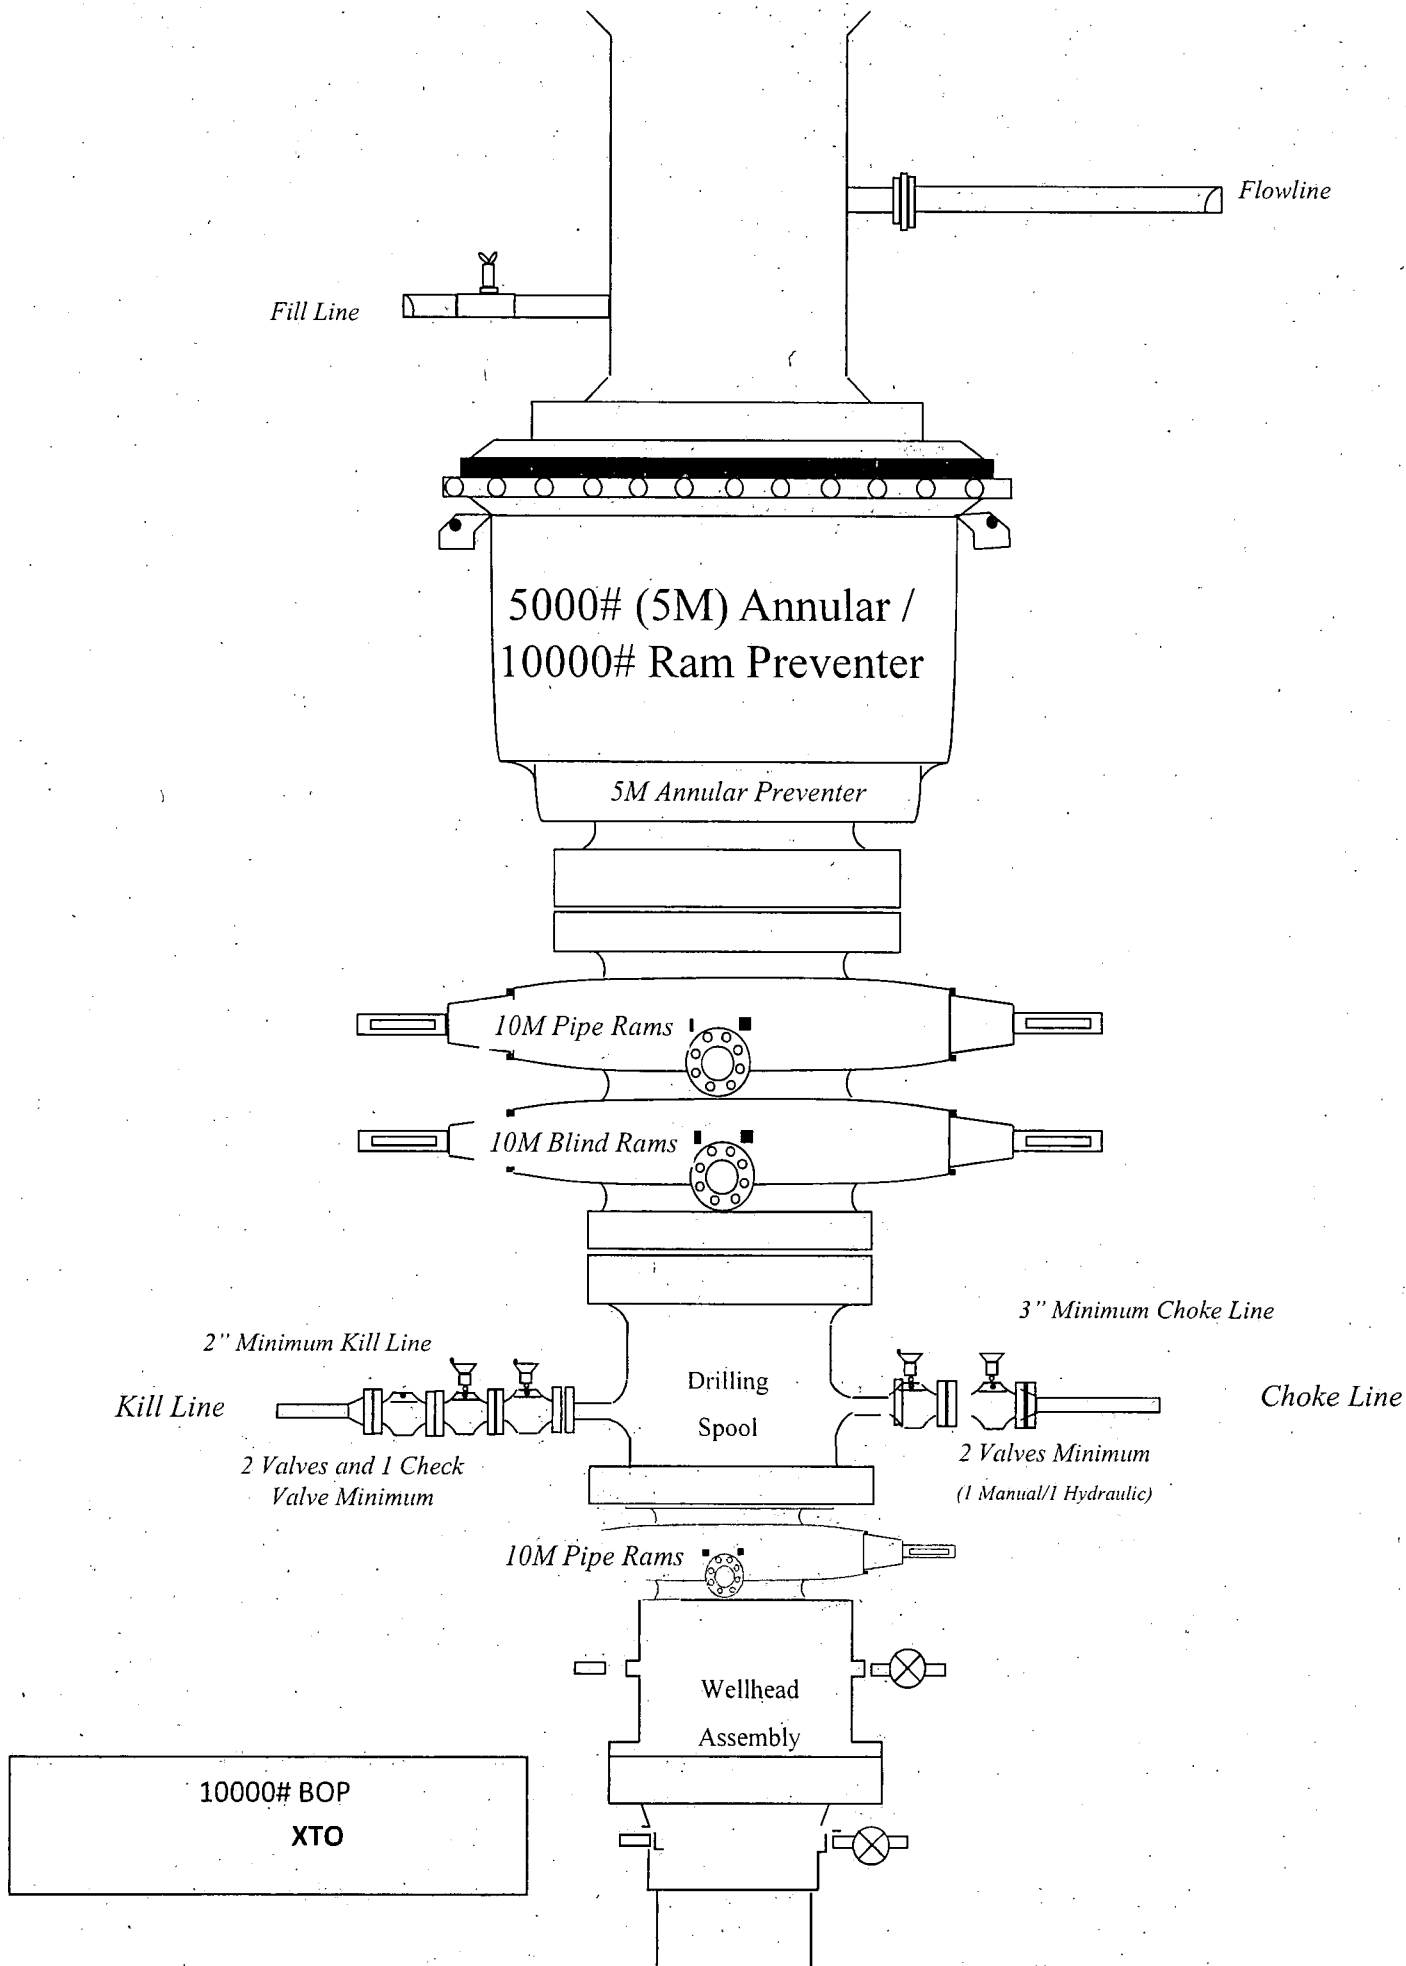 Flowline
Fill Line
5000# (5M) Annular /
10000# Ram Preventer
5M Annular Preventer
10M Pipe Rams
10M Blind Rams
3" Minimum Choke Line
2" Minimum Kill Line
Drilling
Spool
Kill Line
Choke Line
2 Valves and 1 Check
Valve Minimum
2 Valves Minimum
(1 Manual/1 Hydraulic)
10M Pipe Rams
Wellhead
Assembly
10000# BOP
XTO